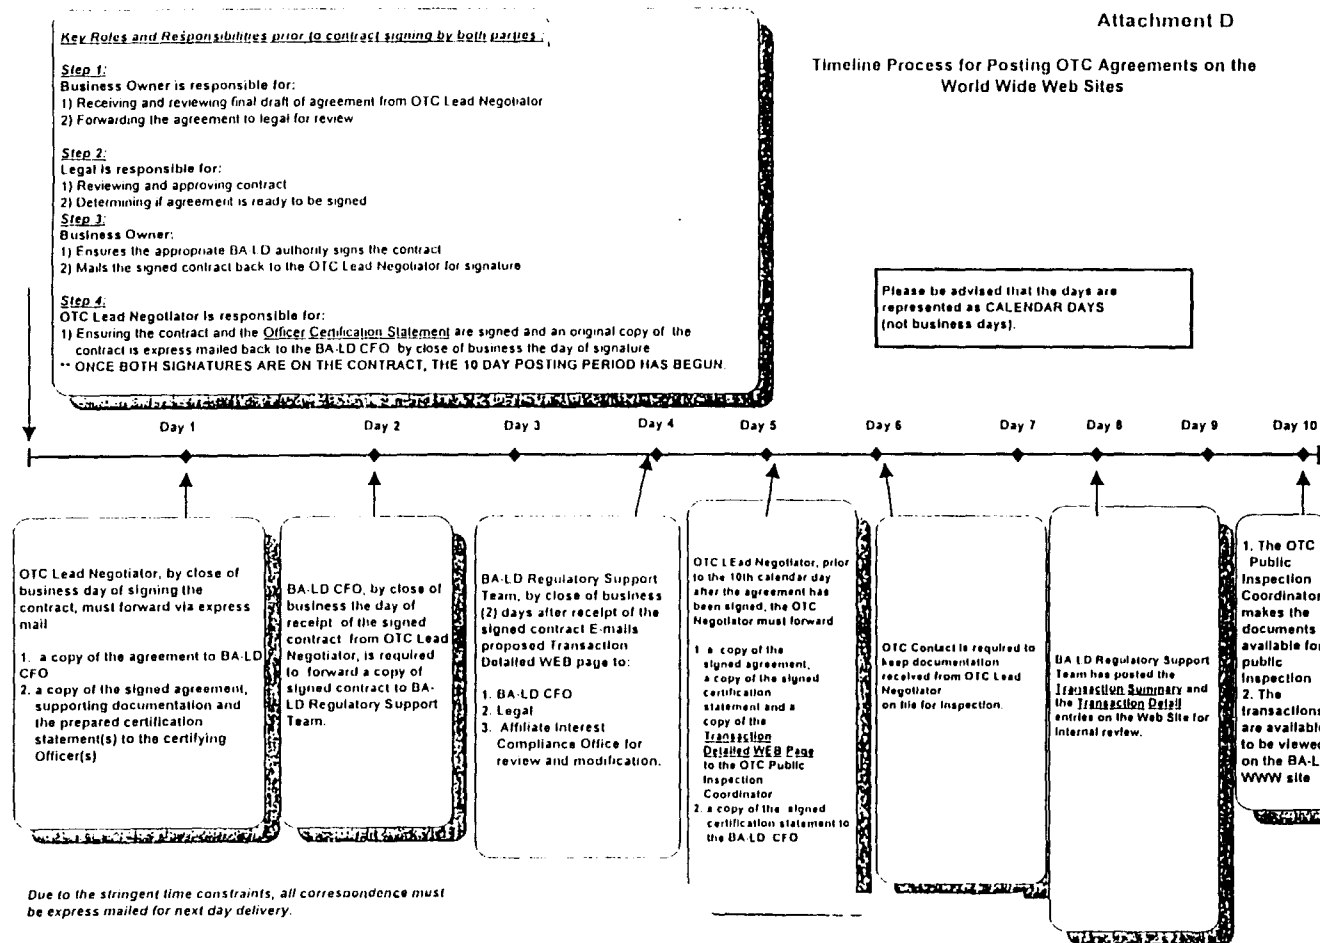 Attachment D
Timeline Process for Posting OTC Agreements on the
World Wide Web Sites
Key Roles and Responsibilities prior to contract signing by both parties :
Step 1:
Business Owner is responsible for:
1) Receiving and reviewing final draft of agreement from OTC Lead Negotiator
2) Forwarding the agreement to legal for review
Step 2:
Legal is responsible for:
1) Reviewing and approving contract
2) Determining if agreement is ready to be signed
Step 3:
Business Owner:
1) Ensures the appropriate BA-LD authority signs the contract
2) Mails the signed contract back to the OTC Lead Negotiator for signature
Step 4:
OTC Lead Negotiator is responsible for:
1) Ensuring the contract and the Officer Certification Statement are signed and an original copy of the
contract is express mailed back to the BA-LD CFO by close of business the day of signature
** ONCE BOTH SIGNATURES ARE ON THE CONTRACT, THE 10 DAY POSTING PERIOD HAS BEGUN.
Please be advised that the days are
represented as CALENDAR DAYS
(not business days).
Day 1 Day 2 Day 3 Day 4 Day 5 Day 6 Day 7 Day 8 Day 9 Day 10
OTC Lead Negotiator, by close of
business day of signing the
contract, must forward via express
mail
1. a copy of the agreement to BA-LD
CFO
2. a copy of the signed agreement,
supporting documentation and
the prepared certification
statement(s) to the certifying
Officer(s)
BA-LD CFO, by close of
business the day of
receipt of the signed
contract from OTC Lead
Negotiator, is required
to forward a copy of
signed contract to BA-
LD Regulatory Support
Team.
BA-LD Regulatory Support
Team, by close of business
(2) days after receipt of the
signed contract E-mails
proposed Transaction
Detailed WEB page to:
1. BA-LD CFO
2. Legal
3. Affiliate Interest
Compliance Office for
review and modification.
OTC LEad Negotiator, prior
to the 10th calendar day
after the agreement has
been signed, the OTC
Negotiator must forward
1 a copy of the
signed agreement,
a copy of the signed
certification
statement and a
copy of the
Transaction
Detailed WEB Page
to the OTC Public
Inspection
Coordinator
2. a copy of the signed
certification statement to
the BA-LD CFO
OTC Contact is required to
keep documentation
received from OTC Lead
Negotiator
on file for inspection.
BA LD Regulatory Support
Team has posted the
Transaction Summary and
the Transaction Detail
entries on the Web Site for
Internal review.
1. The OTC
Public
Inspection
Coordinator
makes the
documents
available for
public
Inspection
2. The
transactions
are available
to be viewed
on the BA-L
WWW site
Due to the stringent time constraints, all correspondence must
be express mailed for next day delivery.